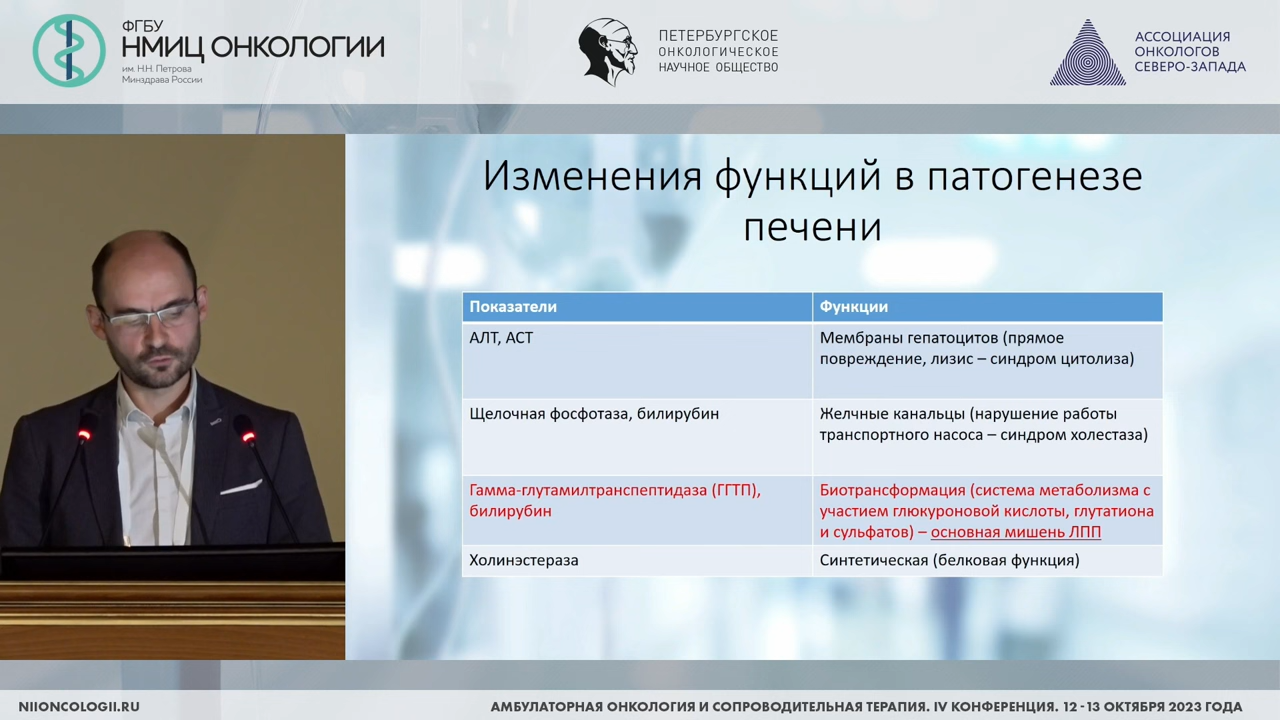 ФГБУ
НМИЦ ОНКОЛОГИИ
им. Н.Н. Петрова
Минздрава России
ПЕТЕРБУРГСКОЕ
ОНКОЛОГИЧЕСКОЕ
НАУЧНОЕ ОБЩЕСТВО
АССОЦИАЦИЯ
ОНКОЛОГОВ
СЕВЕРО-ЗАПАДА
Изменения функций в патогенезе
печени
Показатели
Функции
АЛТ, АСТ
Мембраны гепатоцитов (прямое
повреждение, лизис – синдром цитолиза)
Щелочная фосфотаза, билирубин
Желчные канальцы (нарушение работы
транспортного насоса – синдром холестаза)
Гамма-глутамилтранспептидаза (ГГТП),
билирубин
Биотрансформация (система метаболизма с
участием глюкуроновой кислоты, глутатиона
и сульфатов) – основная мишень ЛПП
Холинэстераза
Синтетическая (белковая функция)
NIIONCOLOGII.RU
АМБУЛАТОРНАЯ ОНКОЛОГИЯ И СОПРОВОДИТЕЛЬНАЯ ТЕРАПИЯ. IV КОНФЕРЕНЦИЯ. 12 - 13 ОКТЯБРЯ 2023 ГОДА